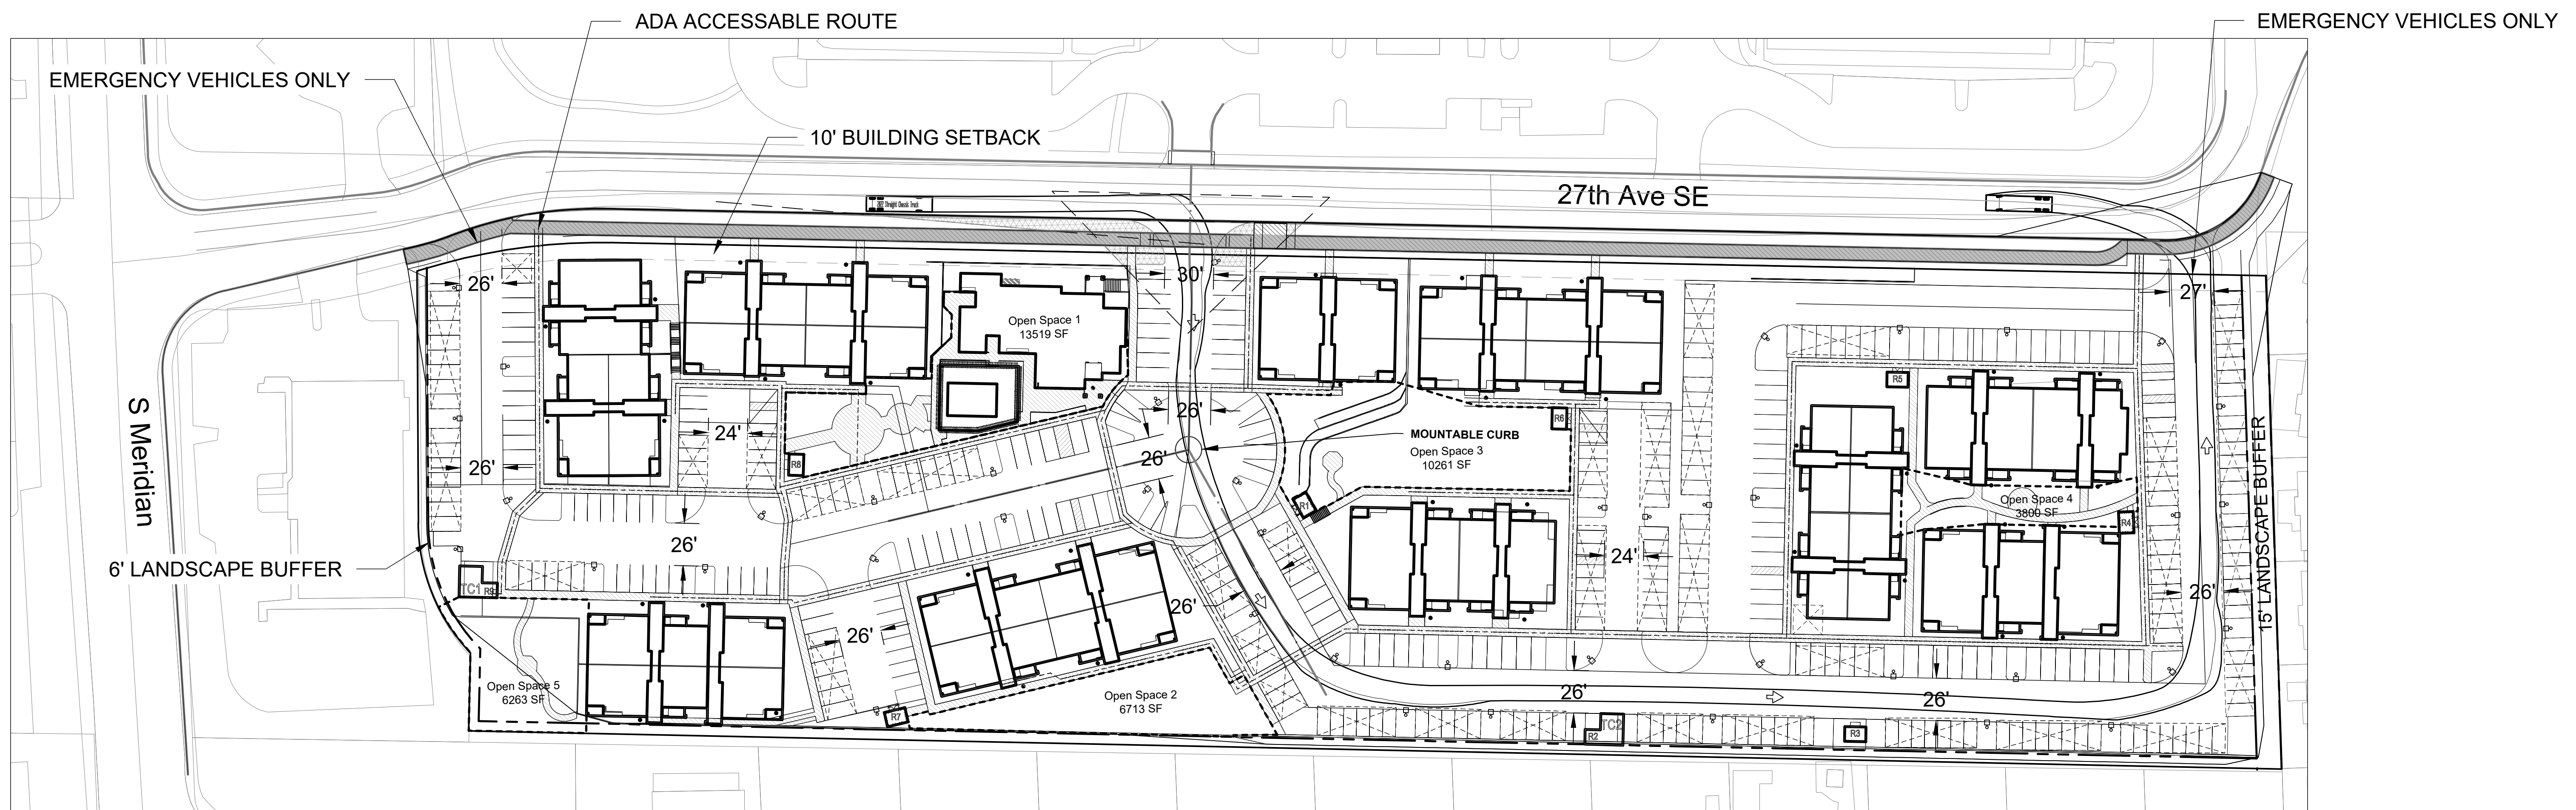 ADA ACCESSABLE ROUTE
EMERGENCY VEHICLES ONLY
EMERGENCY VEHICLES ONLY
10' BUILDING SETBACK
27th Ave SE
30'
26'
27'
Open Space 1
13519 SF
R5
26'
R6
24'
MOUNTABLE CURB
Open Space 3
10261 SF
S Meridian
26'
26'
R8
Open Space 4
3800 SF
R1
R4
15' LANDSCAPE BUFFER
26'
24'
6' LANDSCAPE BUFFER
TC1
R9
26'
26'
26'
Open Space 5
6263 SF
Open Space 2
6713 SF
26'
26'
R7
TC2
R2
R3